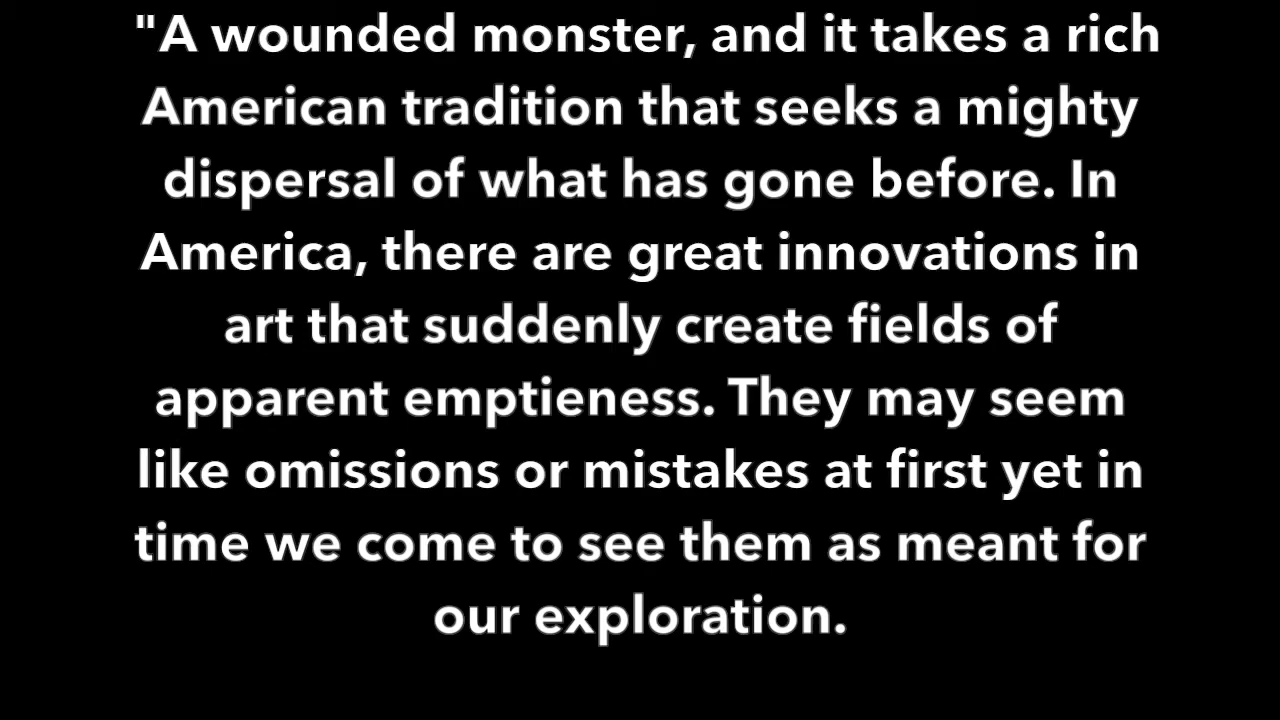 "A wounded monster, and it takes a rich
American tradition that seeks a mighty
dispersal of what has gone before. In
America, there are great innovations in
art that suddenly create fields of
apparent emptieness. They may seem
like omissions or mistakes at first yet in
time we come to see them as meant for
our exploration.